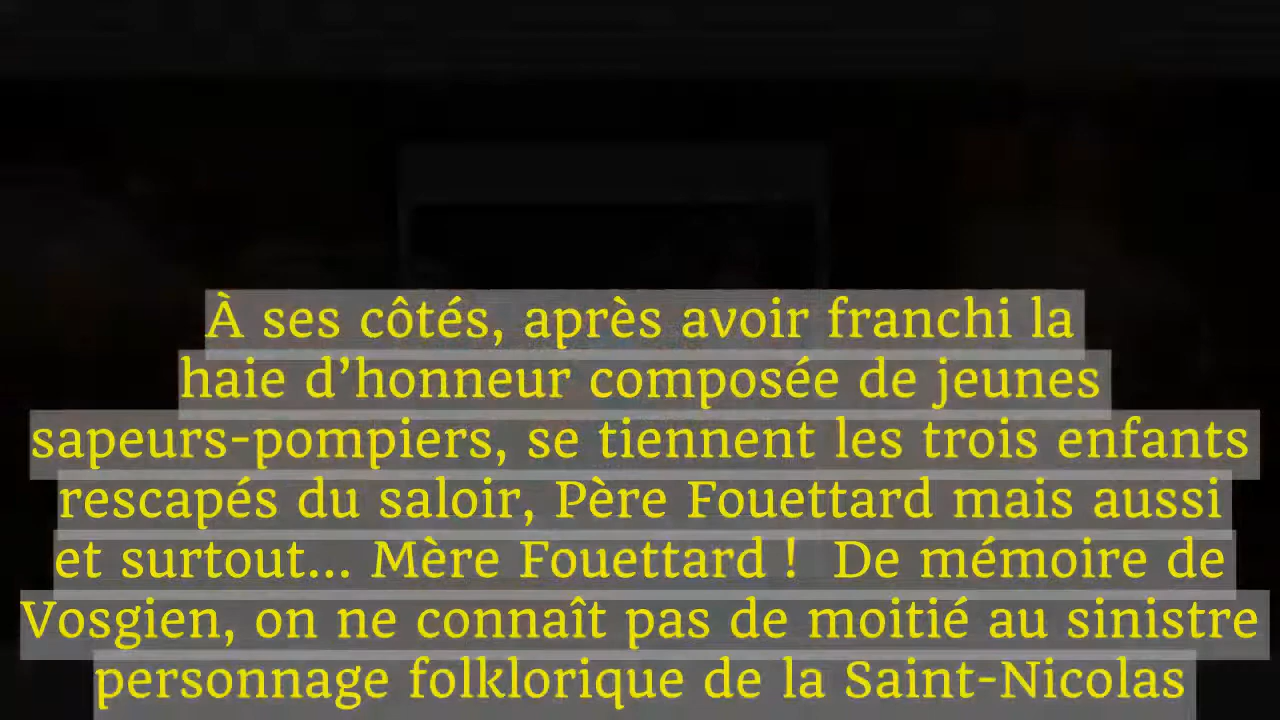 À ses côtés, après avoir franchi la
haie d’honneur composée de jeunes
sapeurs-pompiers, se tiennent les trois enfants
rescapés du saloir, Père Fouettard mais aussi
et surtout... Mère Fouettard !  De mémoire de
Vosgien, on ne connaît pas de moitié au sinistre
personnage folklorique de la Saint-Nicolas